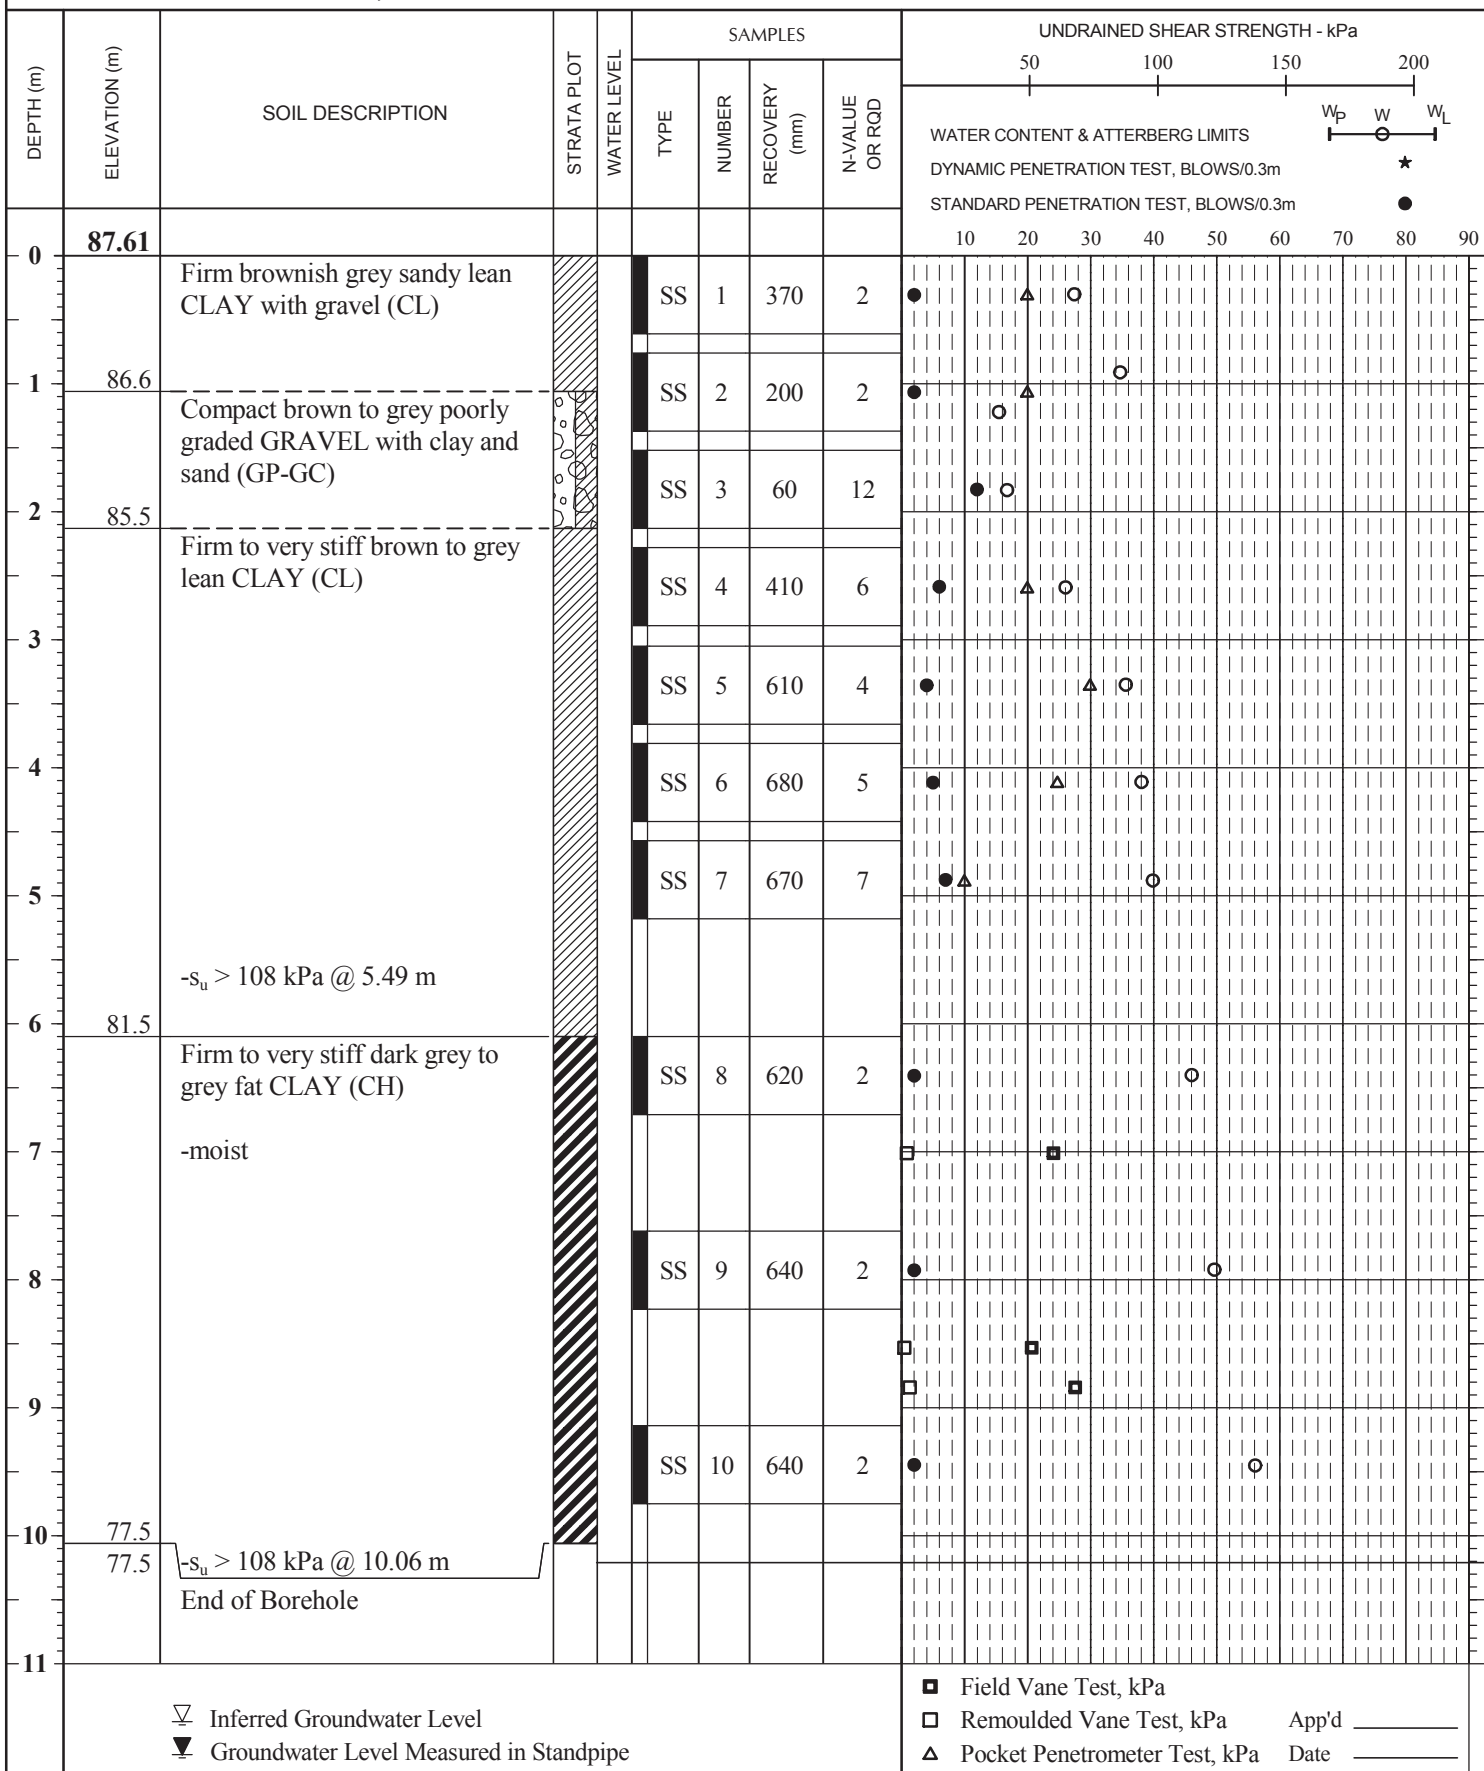 SAMPLES
UNDRAINED SHEAR STRENGTH - kPa
50 100 150 200
DEPTH (m)
ELEVATION (m)
SOIL DESCRIPTION
STRATA PLOT
WATER LEVEL
TYPE
NUMBER
RECOVERY
(mm)
N-VALUE
OR RQD
WP W WL
WATER CONTENT & ATTERBERG LIMITS
DYNAMIC PENETRATION TEST, BLOWS/0.3m ★
STANDARD PENETRATION TEST, BLOWS/0.3m ●
10 20 30 40 50 60 70 80 90
87.61
0
Firm brownish grey sandy lean
CLAY with gravel (CL)
SS 1 370 2
86.6
1
SS 2 200 2
Compact brown to grey poorly
graded GRAVEL with clay and
sand (GP-GC)
SS 3 60 12
2
85.5
Firm to very stiff brown to grey
lean CLAY (CL)
SS 4 410 6
3
SS 5 610 4
4
SS 6 680 5
SS 7 670 7
5
-su > 108 kPa @ 5.49 m
6
81.5
Firm to very stiff dark grey to
grey fat CLAY (CH)
SS 8 620 2
7
-moist
8
SS 9 640 2
9
SS 10 640 2
10
77.5
77.5
-su > 108 kPa @ 10.06 m
End of Borehole
11
Inferred Groundwater Level
Groundwater Level Measured in Standpipe
Field Vane Test, kPa
Remoulded Vane Test, kPa
App'd
Pocket Penetrometer Test, kPa
Date